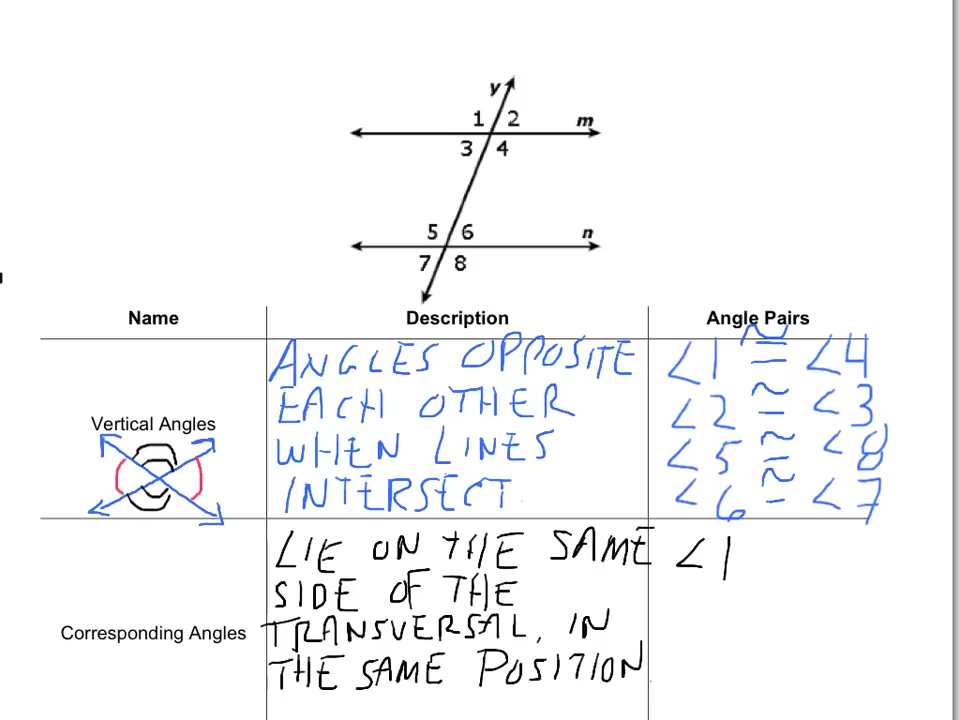 y
1 2 m
3 4
5 6 n
7 8
Name Description Angle Pairs
Vertical Angles
ANGLES OPPOSITE
EACH OTHER
WHEN LINES
INTERSECT
∠1 ≅ ∠4
∠2 ≅ ∠3
∠5 ≅ ∠8
∠6 ≅ ∠7
Corresponding Angles
LIE ON THE SAME
SIDE OF THE
TRANSVERSAL, IN
THE SAME POSITION
∠1